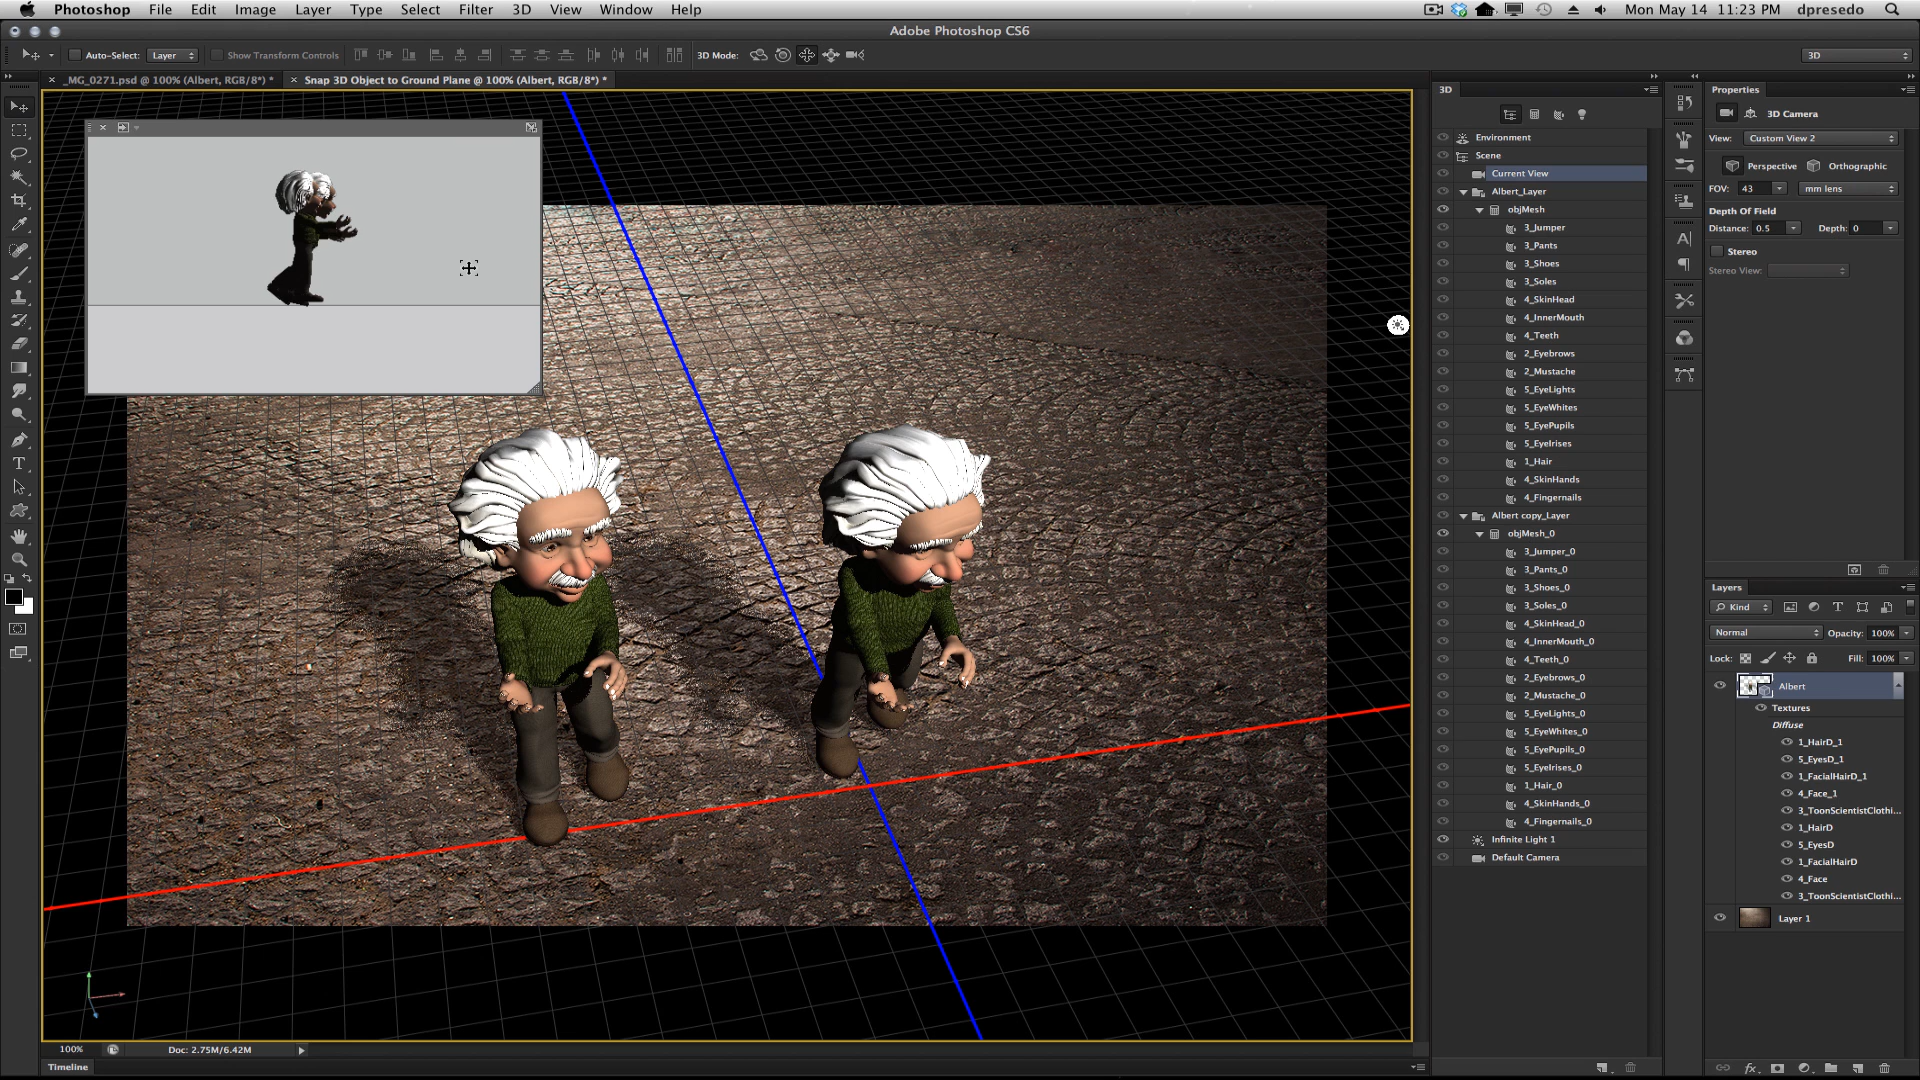 Photoshop File Edit Image Layer Type Select Filter 3D View Window Help Mon May 14 11:23 PM dpresedo
Adobe Photoshop CS6
Auto-Select: Layer Show Transform Controls 3D Mode: 3D
_MG_0271.psd @ 100% (Albert, RGB/8*) * Snap 3D Object to Ground Plane @ 100% (Albert, RGB/8*) *
3D
Environment
Scene
Current View
Albert_Layer
objMesh
3_Jumper
3_Pants
3_Shoes
3_Soles
4_SkinHead
4_InnerMouth
4_Teeth
2_Eyebrows
2_Mustache
5_EyeLights
5_EyeWhites
5_EyePupils
5_EyeIrises
1_Hair
4_SkinHands
4_Fingernails
Albert copy_Layer
objMesh_0
3_Jumper_0
3_Pants_0
3_Shoes_0
3_Soles_0
4_SkinHead_0
4_InnerMouth_0
4_Teeth_0
2_Eyebrows_0
2_Mustache_0
5_EyeLights_0
5_EyeWhites_0
5_EyePupils_0
5_EyeIrises_0
1_Hair_0
4_SkinHands_0
4_Fingernails_0
Infinite Light 1
Default Camera
Properties
3D Camera
View: Custom View 2
Perspective Orthographic
FOV: 43 mm lens
Depth Of Field
Distance: 0.5 Depth: 0
Stereo
Stereo View:
Layers
Kind
Normal Opacity: 100%
Lock: Fill: 100%
Albert
Textures
Diffuse
1_HairD_1
5_EyesD_1
1_FacialHairD_1
4_Face_1
3_ToonScientistClothi...
1_HairD
5_EyesD
1_FacialHairD
4_Face
3_ToonScientistClothi...
Layer 1
100% Doc: 2.75M/6.42M
Timeline